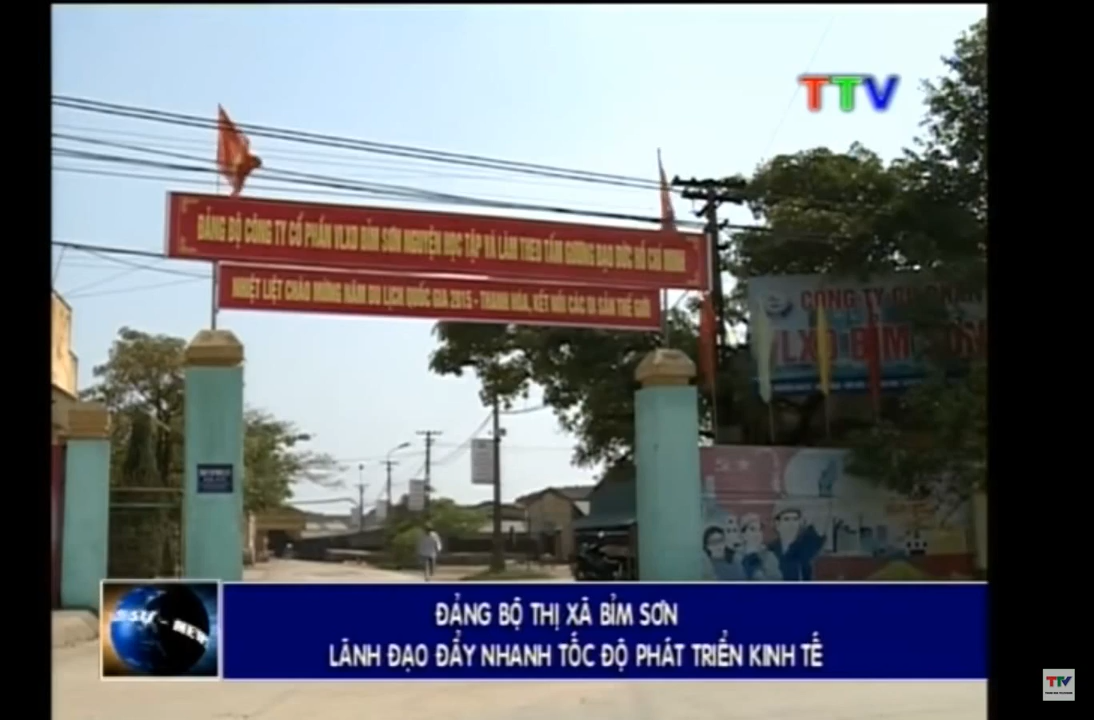 TTV
ĐẢNG BỘ CÔNG TY CỔ PHẦN VLXD BỈM SƠN NGUYỆN HỌC TẬP VÀ LÀM THEO TẤM GƯƠNG ĐẠO ĐỨC HỒ CHÍ MINH
NHIỆT LIỆT CHÀO MỪNG NĂM DU LỊCH QUỐC GIA 2015 - THANH HÓA, KẾT NỐI CÁC DI SẢN THẾ GIỚI
CÔNG TY CỔ PHẦN
VLXD BỈM SƠN
ĐẢNG BỘ THỊ XÃ BỈM SƠN
LÃNH ĐẠO ĐẨY NHANH TỐC ĐỘ PHÁT TRIỂN KINH TẾ
TTV